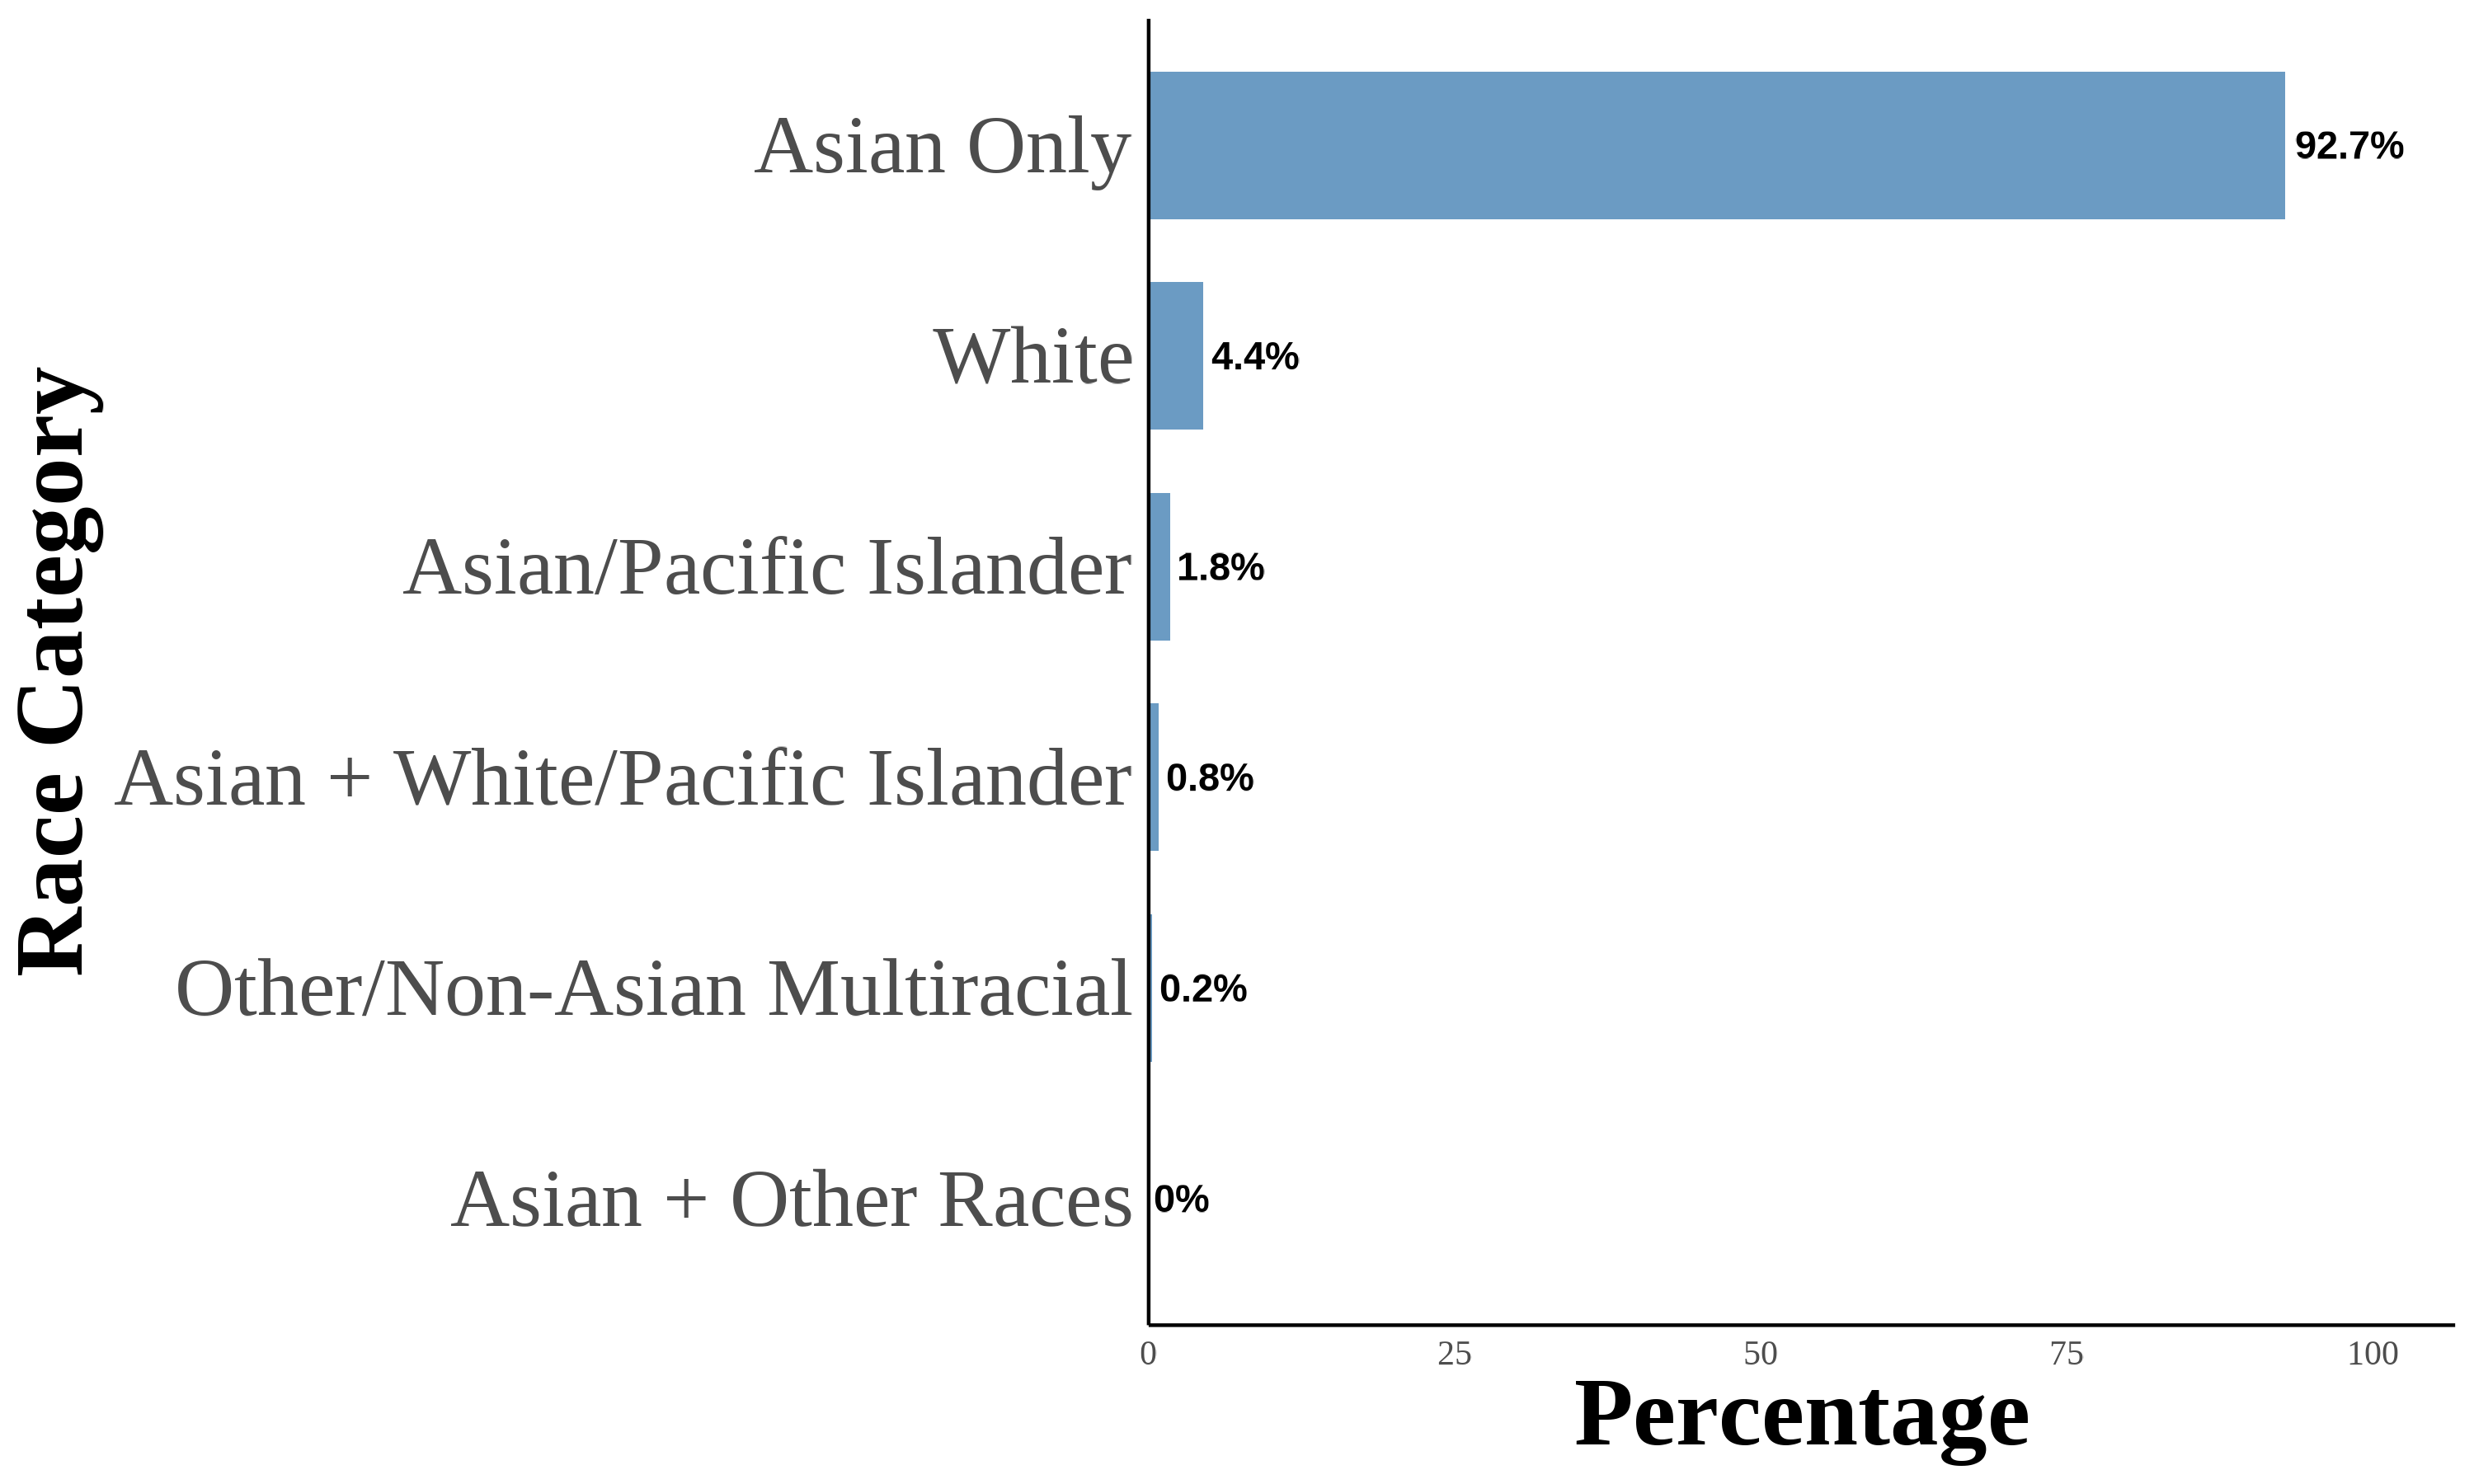 Race Category
Asian Only
92.7%
White
4.4%
Asian/Pacific Islander
1.8%
Asian + White/Pacific Islander
0.8%
Other/Non-Asian Multiracial
0.2%
Asian + Other Races
0%
0 25 50 75 100
Percentage